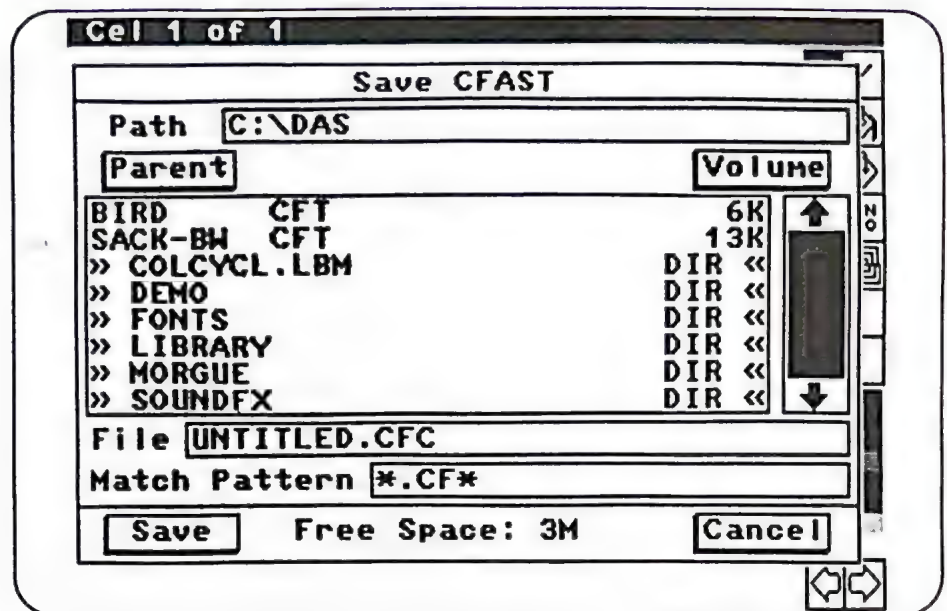 Cel 1 of 1
Save CFAST
Path C:\DAS
Parent Volume
BIRD CFT 6K
SACK-BW CFT 13K
» COLCYCL.LBM DIR «
» DEMO DIR «
» FONTS DIR «
» LIBRARY DIR «
» MORGUE DIR «
» SOUNDFX DIR «
File UNTITLED.CFC
Match Pattern *.CF*
Save Free Space: 3M Cancel
NO